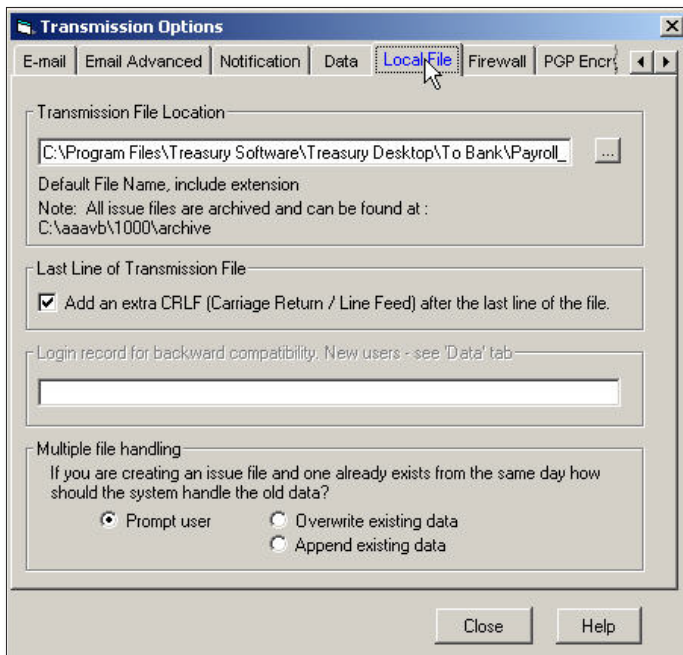 Transmission Options
E-mail Email Advanced Notification Data Local File Firewall PGP Encr
Transmission File Location
C:\Program Files\Treasury Software\Treasury Desktop\To Bank\Payroll_ ...
Default File Name, include extension
Note: All issue files are archived and can be found at :
C:\aaavb\1000\archive
Last Line of Transmission File
Add an extra CRLF (Carriage Return / Line Feed) after the last line of the file.
Login record for backward compatibility. New users - see 'Data' tab
Multiple file handling
If you are creating an issue file and one already exists from the same day how
should the system handle the old data?
Prompt user Overwrite existing data
Append existing data
Close Help